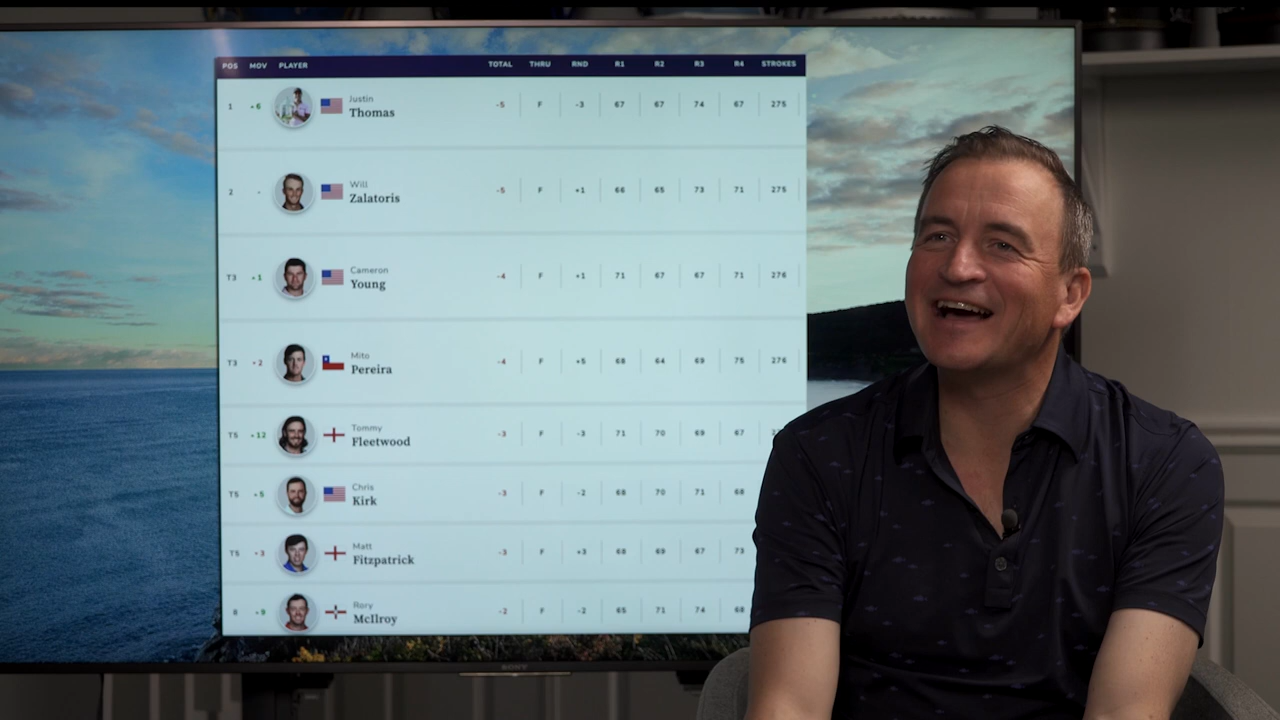 POS MOV PLAYER TOTAL THRU RND R1 R2 R3 R4 STROKES
1 6 Justin Thomas -5 F -3 67 67 74 67 275
2 - Will Zalatoris -5 F +1 66 65 73 71 275
T3 1 Cameron Young -4 F +1 71 67 67 71 276
T3 2 Mito Pereira -4 F +5 68 64 69 75 276
T5 12 Tommy Fleetwood -3 F -3 71 70 69 67
T5 5 Chris Kirk -3 F -2 68 70 71 68
T5 3 Matt Fitzpatrick -3 F +3 68 69 67 73
8 9 Rory McIlroy -2 F -2 65 71 74 68
SONY